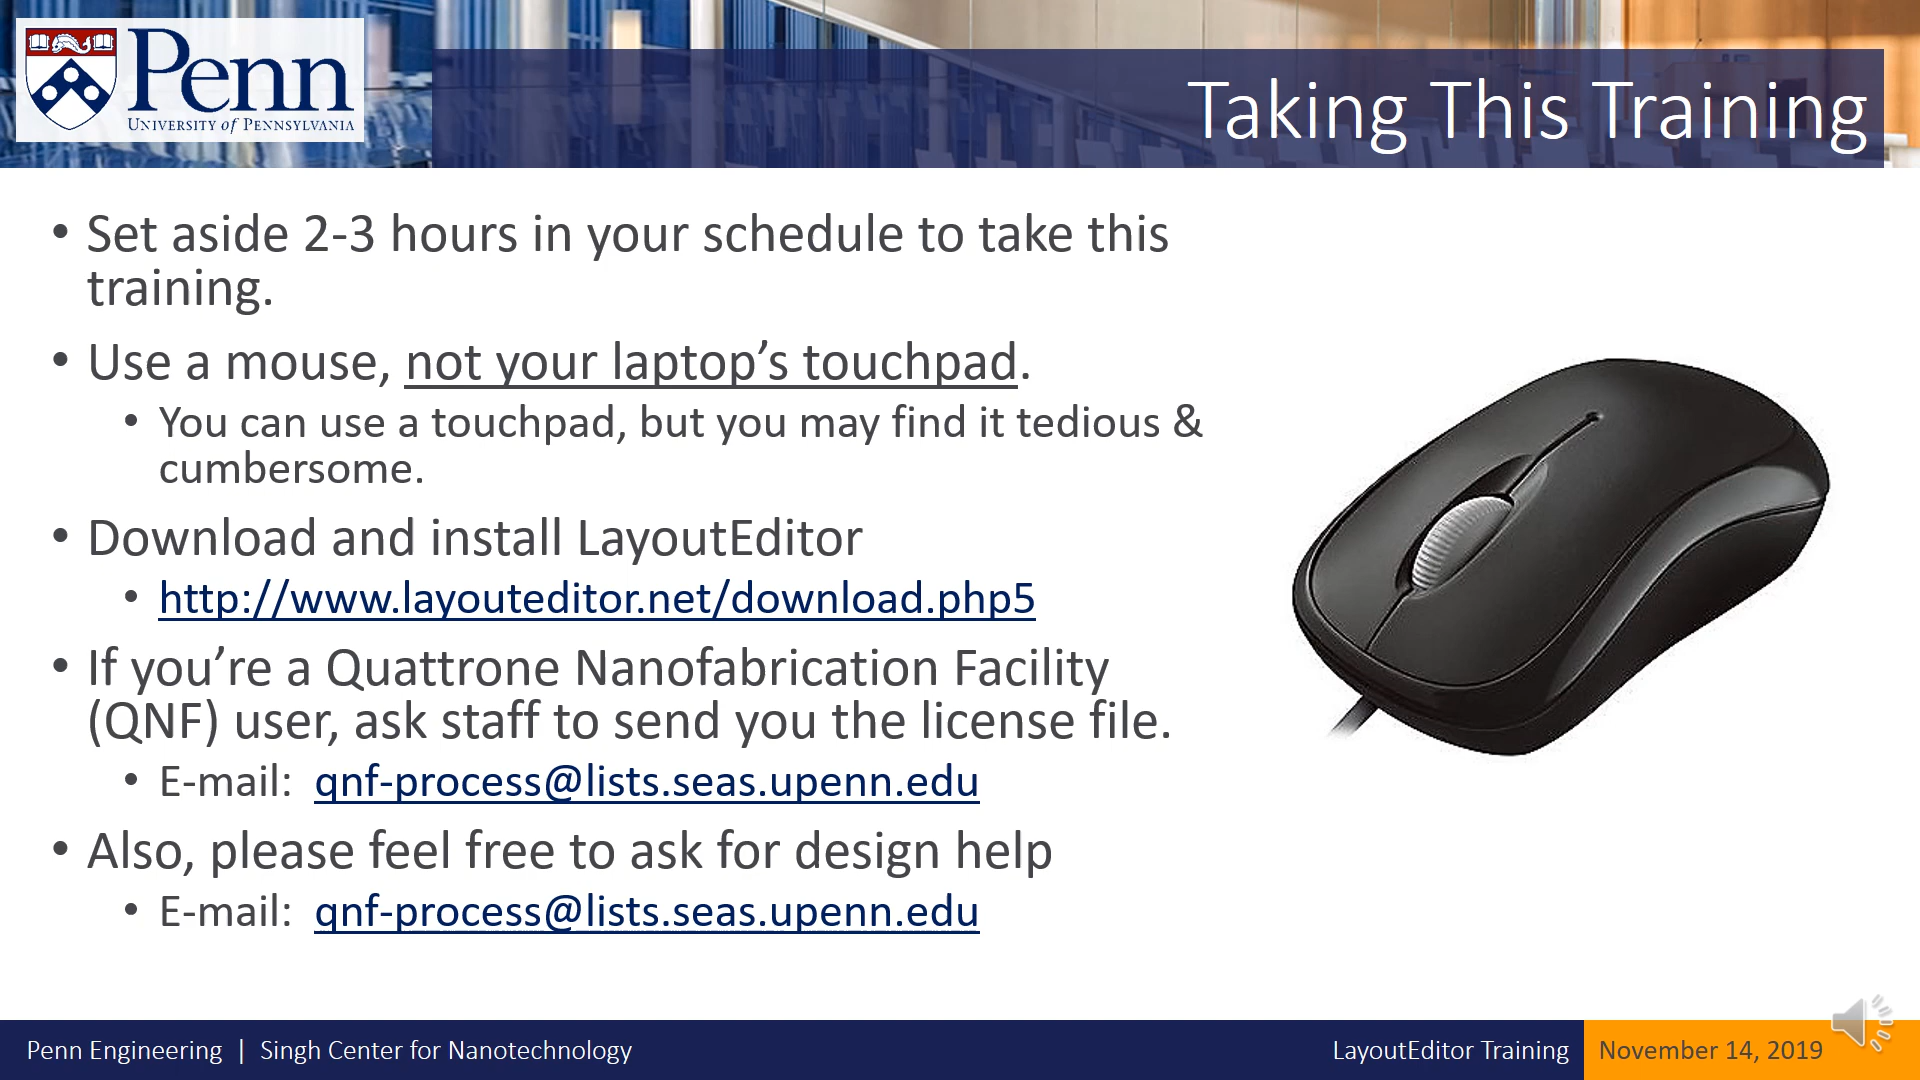 Penn
UNIVERSITY of PENNSYLVANIA
Taking This Training
• Set aside 2-3 hours in your schedule to take this
training.
• Use a mouse, not your laptop’s touchpad.
• You can use a touchpad, but you may find it tedious &
cumbersome.
• Download and install LayoutEditor
• http://www.layouteditor.net/download.php5
• If you’re a Quattrone Nanofabrication Facility
(QNF) user, ask staff to send you the license file.
• E-mail: qnf-process@lists.seas.upenn.edu
• Also, please feel free to ask for design help
• E-mail: qnf-process@lists.seas.upenn.edu
Penn Engineering | Singh Center for Nanotechnology
LayoutEditor Training
November 14, 2019